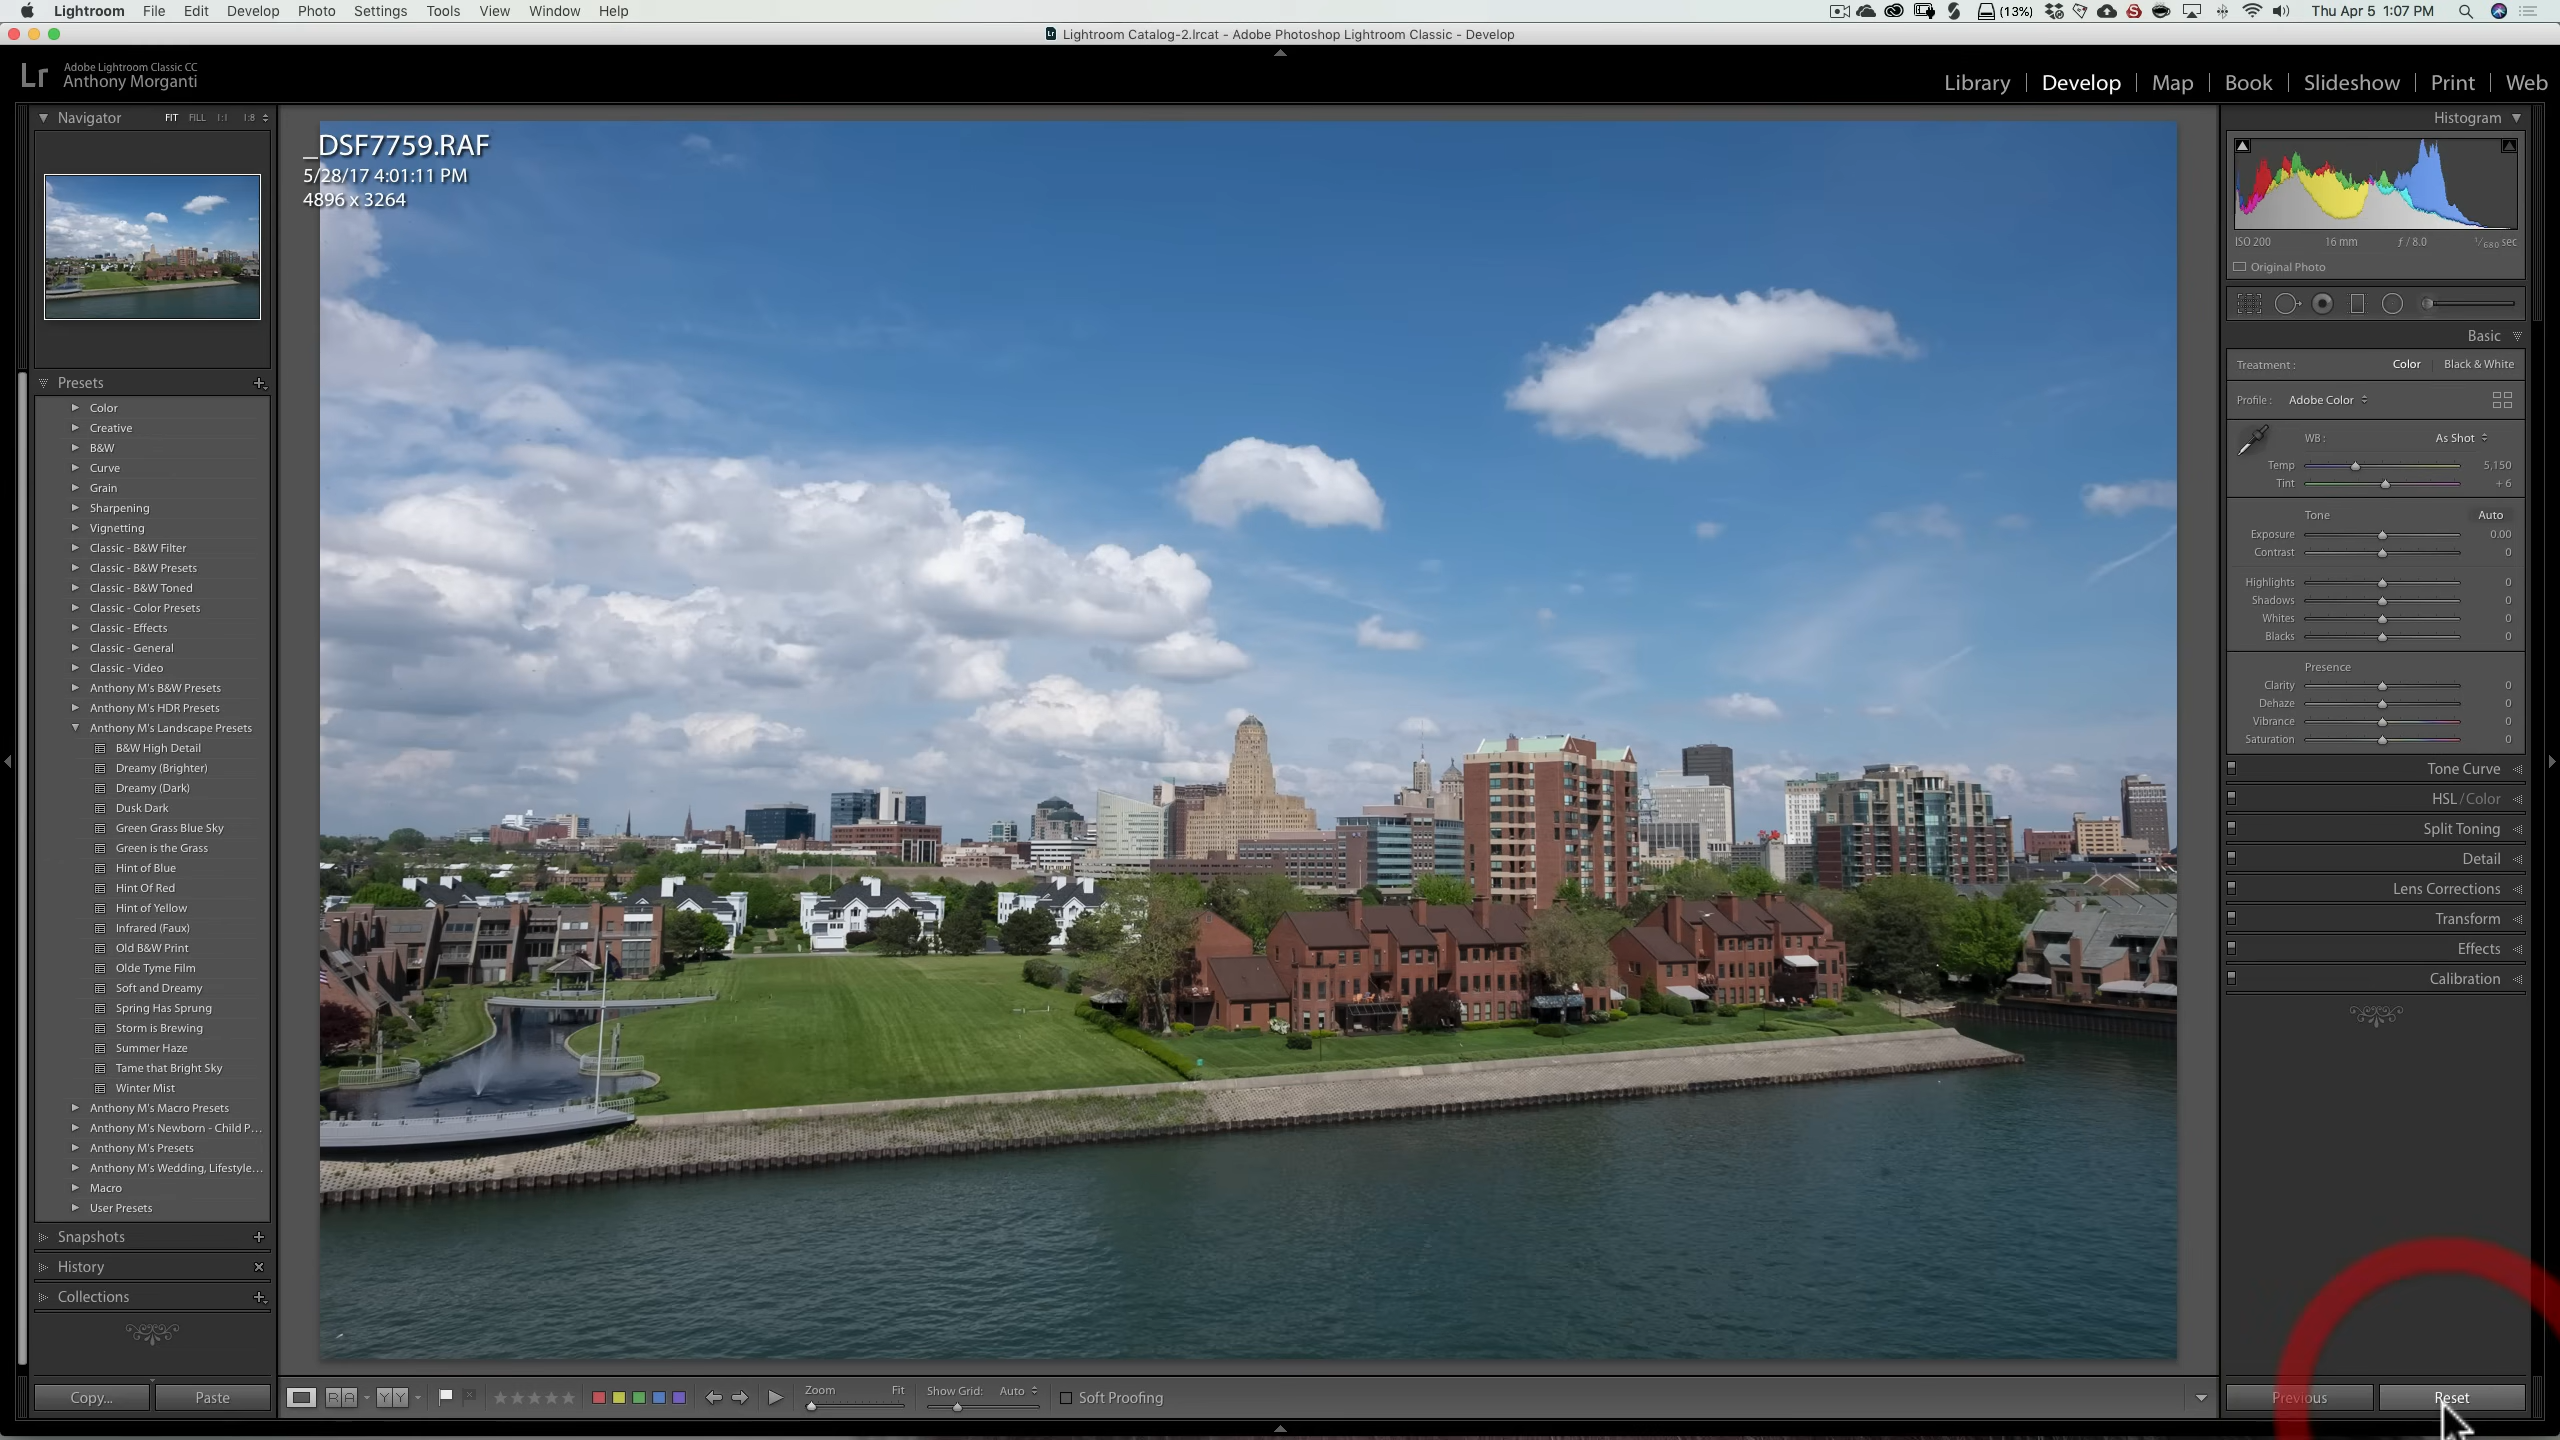 Lightroom File Edit Develop Photo Settings Tools View Window Help
(13%) Thu Apr 5 1:07 PM
Lightroom Catalog-2.lrcat - Adobe Photoshop Lightroom Classic - Develop
Lr
Adobe Lightroom Classic CC
Anthony Morganti
Library | Develop | Map | Book | Slideshow | Print | Web
Navigator FIT FILL 1:1 1:8
_DSF7759.RAF
5/28/17 4:01:11 PM
4896 x 3264
Presets
Color
Creative
B&W
Curve
Grain
Sharpening
Vignetting
Classic - B&W Filter
Classic - B&W Presets
Classic - B&W Toned
Classic - Color Presets
Classic - Effects
Classic - General
Classic - Video
Anthony M's B&W Presets
Anthony M's HDR Presets
Anthony M's Landscape Presets
B&W High Detail
Dreamy (Brighter)
Dreamy (Dark)
Dusk Dark
Green Grass Blue Sky
Green is the Grass
Hint of Blue
Hint Of Red
Hint of Yellow
Infrared (Faux)
Old B&W Print
Olde Tyme Film
Soft and Dreamy
Spring Has Sprung
Storm is Brewing
Summer Haze
Tame that Bright Sky
Winter Mist
Anthony M's Macro Presets
Anthony M's Newborn - Child P...
Anthony M's Presets
Anthony M's Wedding, Lifestyle...
Macro
User Presets
Snapshots
History
Collections
Copy... Paste
Zoom Fit
Show Grid: Auto
Soft Proofing
Histogram
ISO 200 16 mm ƒ / 8.0 1/680 sec
Original Photo
Basic
Treatment : Color Black & White
Profile : Adobe Color
WB : As Shot
Temp 5,150
Tint + 6
Tone Auto
Exposure 0.00
Contrast 0
Highlights 0
Shadows 0
Whites 0
Blacks 0
Presence
Clarity 0
Dehaze 0
Vibrance 0
Saturation 0
Tone Curve
HSL / Color
Split Toning
Detail
Lens Corrections
Transform
Effects
Calibration
Previous Reset